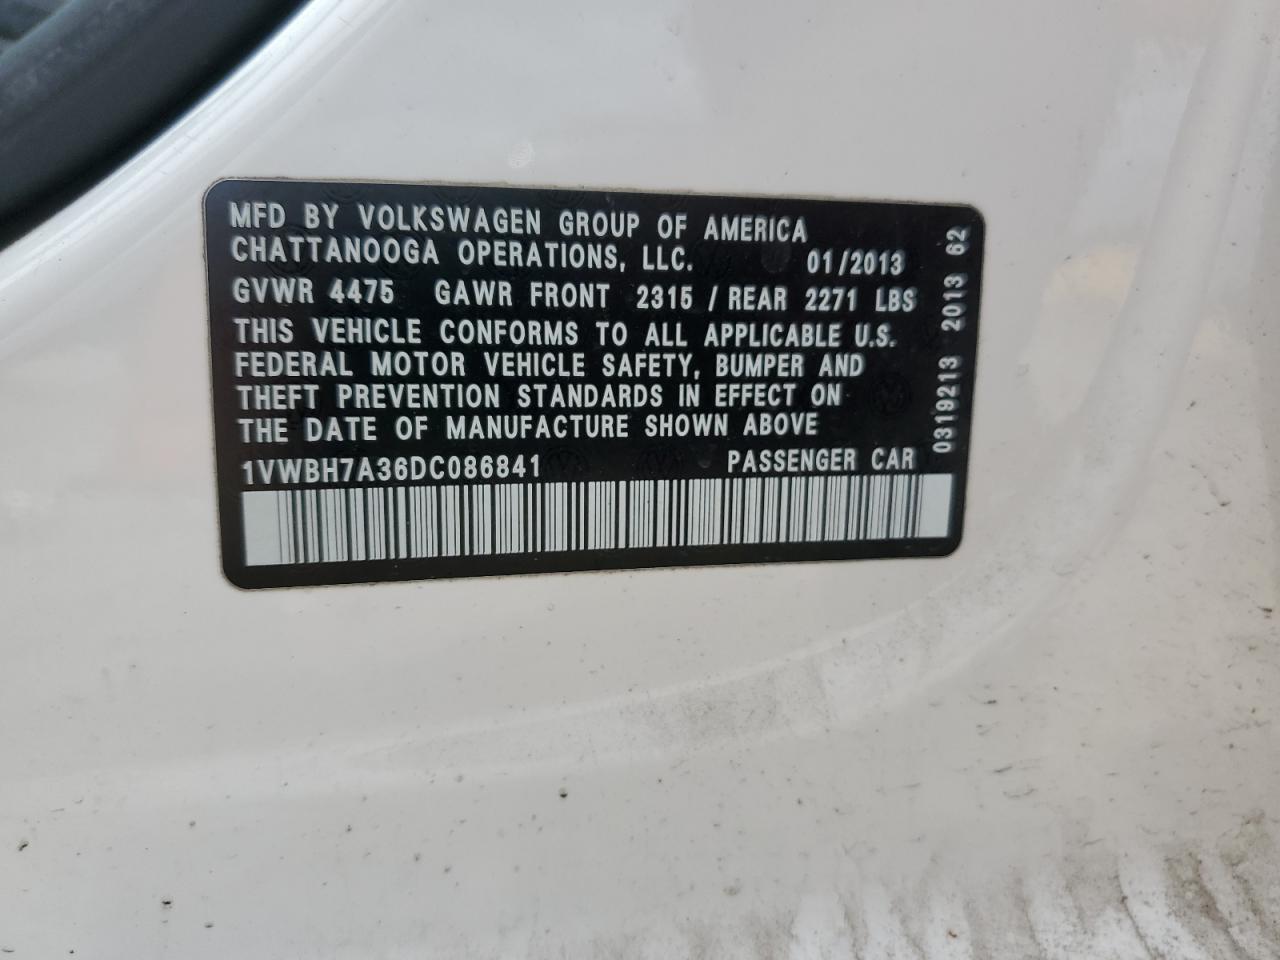 MFD BY VOLKSWAGEN GROUP OF AMERICA
CHATTANOOGA OPERATIONS, LLC. 01/2013
GVWR 4475 GAWR FRONT 2315 / REAR 2271 LBS
THIS VEHICLE CONFORMS TO ALL APPLICABLE U.S.
FEDERAL MOTOR VEHICLE SAFETY, BUMPER AND
THEFT PREVENTION STANDARDS IN EFFECT ON
THE DATE OF MANUFACTURE SHOWN ABOVE
1VWBH7A36DC086841 PASSENGER CAR
0319213 2013 62